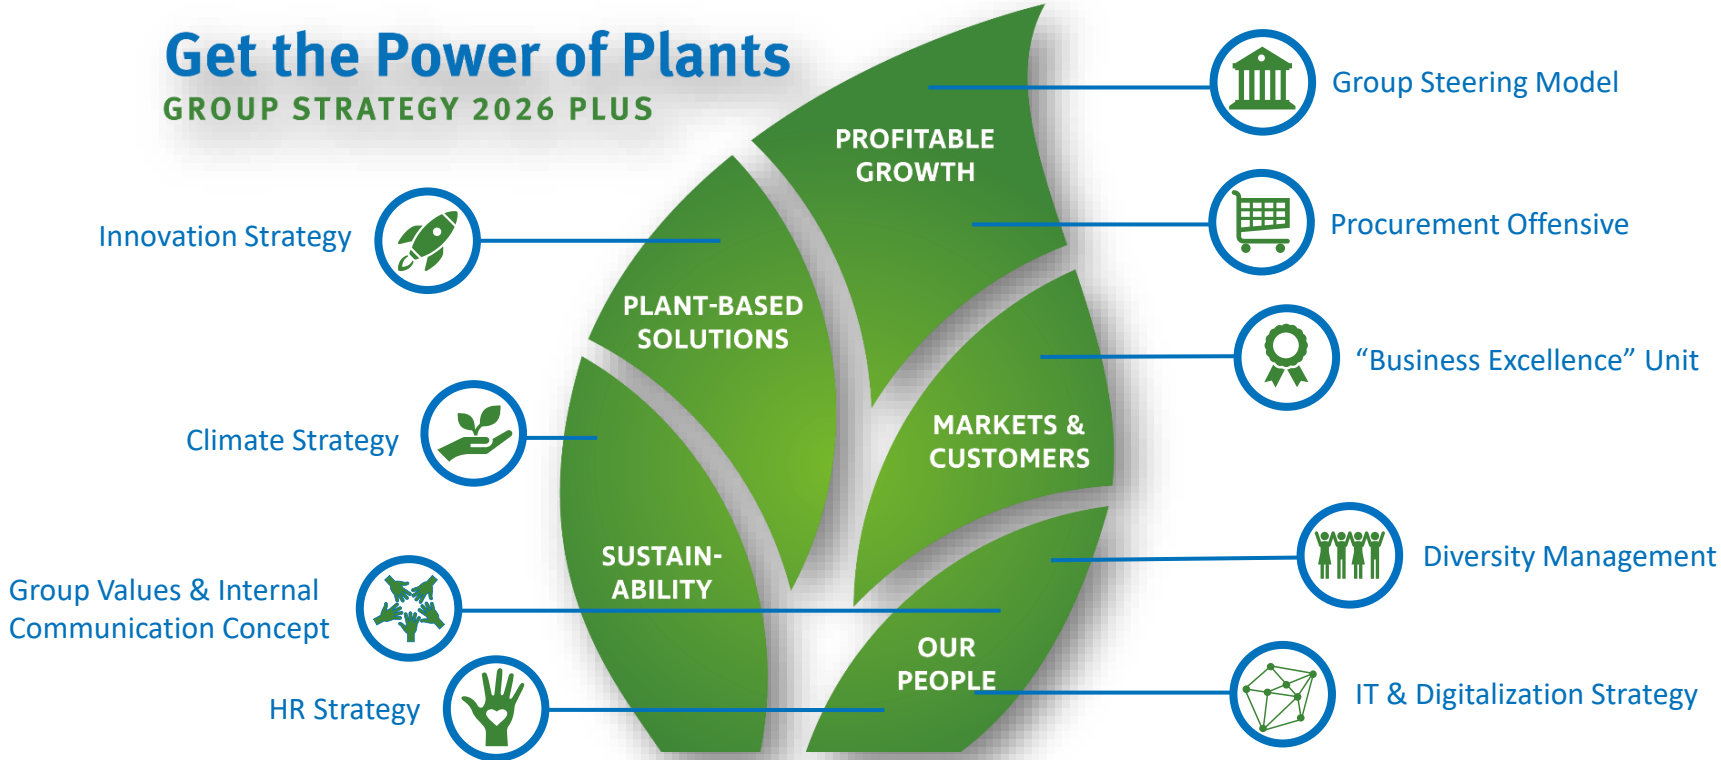 Get the Power of Plants
GROUP STRATEGY 2026 PLUS
PROFITABLE
GROWTH
Group Steering Model
Procurement Offensive
Innovation Strategy
PLANT-BASED
SOLUTIONS
“Business Excellence” Unit
MARKETS &
CUSTOMERS
Climate Strategy
SUSTAIN-
ABILITY
Diversity Management
Group Values & Internal
Communication Concept
OUR
PEOPLE
HR Strategy
IT & Digitalization Strategy